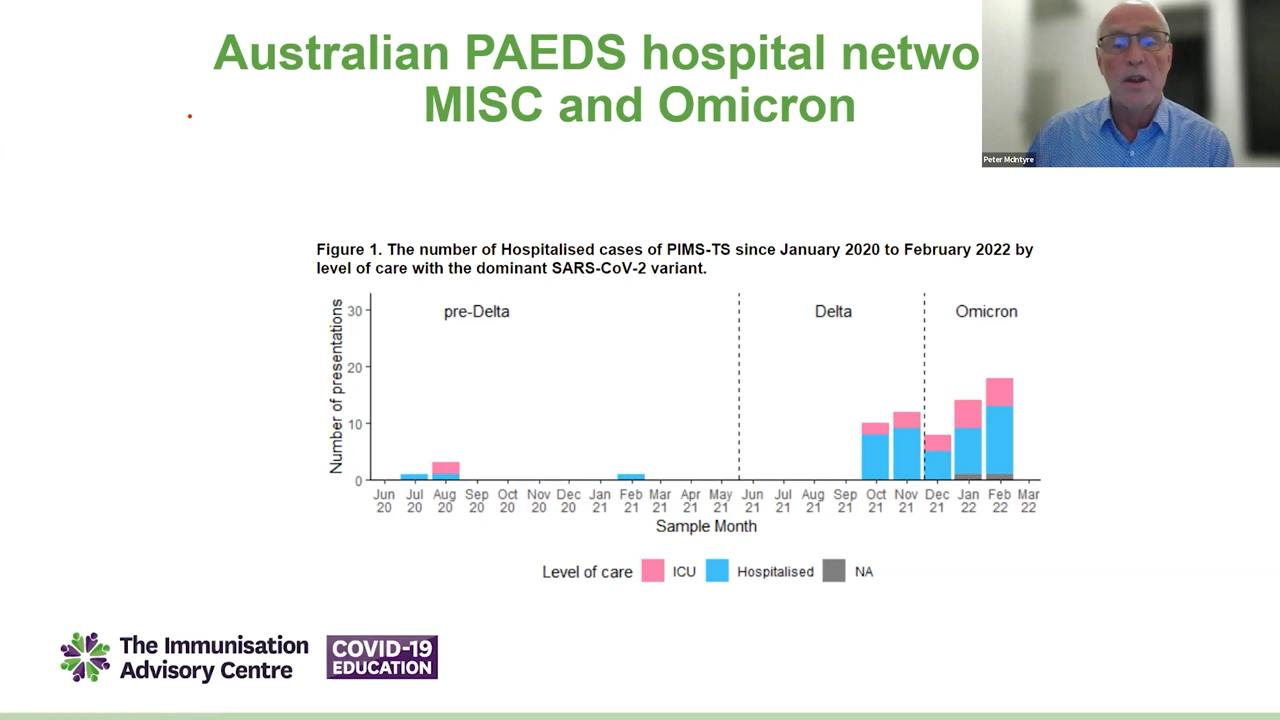 Australian PAEDS hospital netwo
MISC and Omicron
Peter McIntyre
Figure 1. The number of Hospitalised cases of PIMS-TS since January 2020 to February 2022 by
level of care with the dominant SARS-CoV-2 variant.
pre-Delta
Delta
Omicron
Number of presentations
30
20
10
0
Jun Jul Aug Sep Oct Nov Dec Jan Feb Mar Apr May Jun Jul Aug Sep Oct Nov Dec Jan Feb Mar
20 20 20 20 20 20 20 21 21 21 21 21 21 21 21 21 21 21 21 22 22 22
Sample Month
Level of care ICU Hospitalised NA
The Immunisation
Advisory Centre
COVID-19
EDUCATION